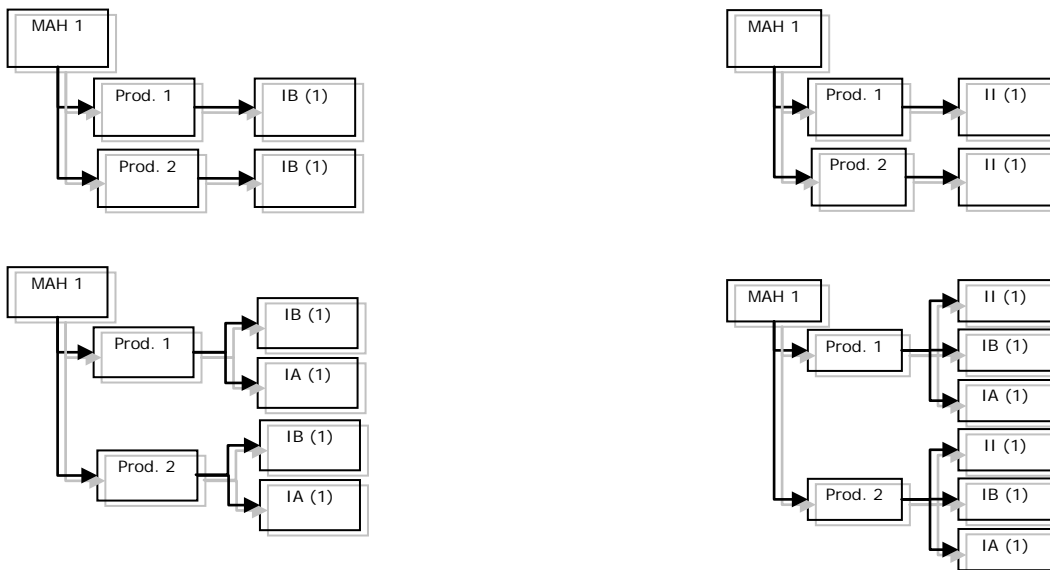 MAH 1
Prod. 1
IB (1)
Prod. 2
IB (1)
MAH 1
Prod. 1
II (1)
Prod. 2
II (1)
MAH 1
IB (1)
Prod. 1
IA (1)
IB (1)
Prod. 2
IA (1)
MAH 1
II (1)
Prod. 1
IB (1)
IA (1)
II (1)
Prod. 2
IB (1)
IA (1)